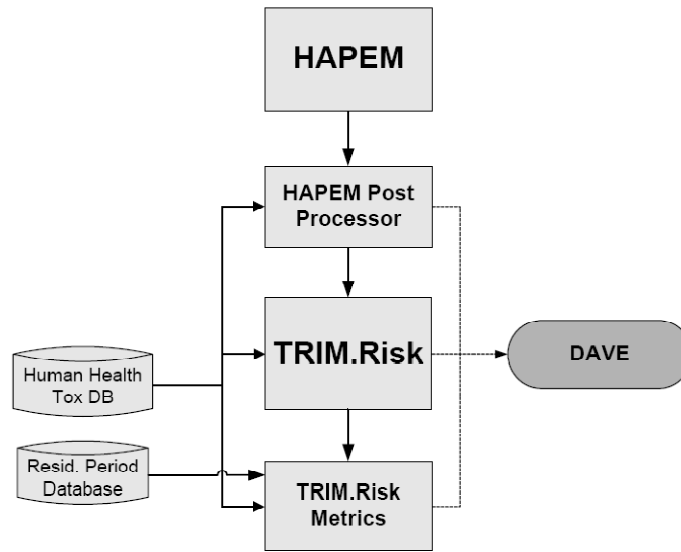 HAPEM
HAPEM Post
Processor
TRIM.Risk
DAVE
Human Health
Tox DB
Resid. Period
Database
TRIM.Risk
Metrics